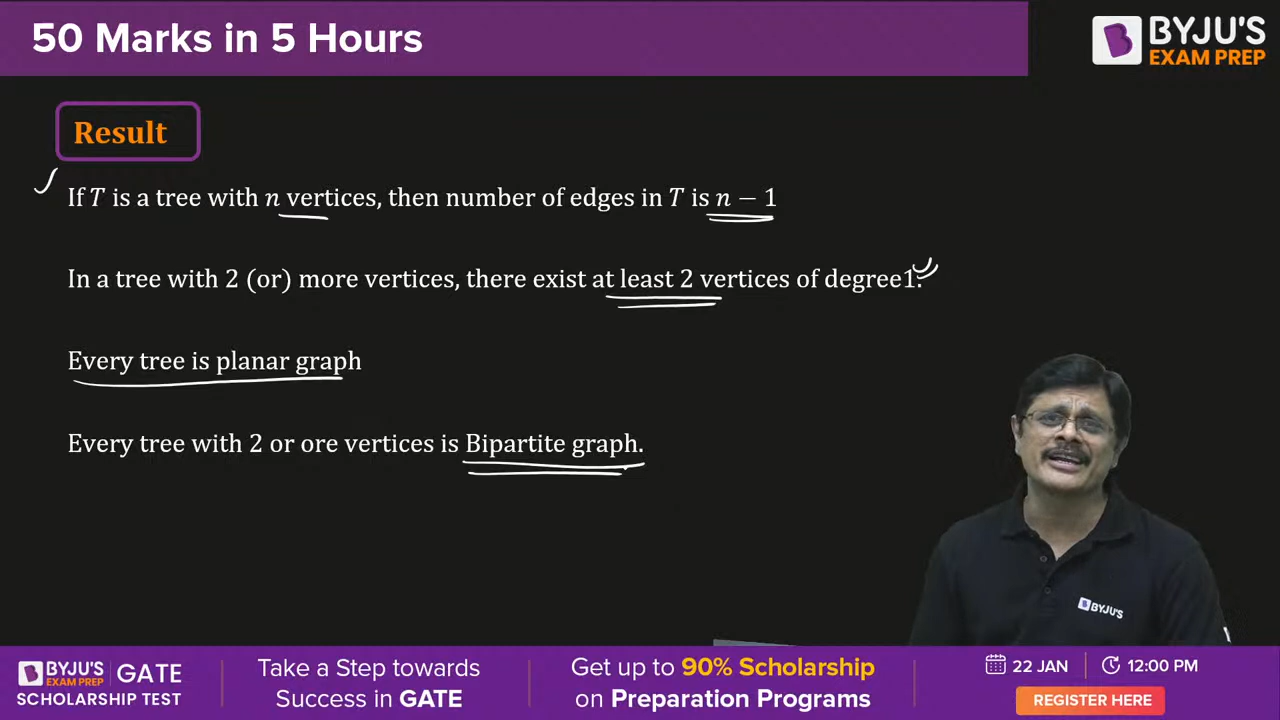 50 Marks in 5 Hours
BYJU'S
EXAM PREP
Result
If T is a tree with n vertices, then number of edges in T is n − 1
In a tree with 2 (or) more vertices, there exist at least 2 vertices of degree1.
Every tree is planar graph
Every tree with 2 or ore vertices is Bipartite graph.
BYJU'S
BYJU'S
EXAM PREP
GATE
SCHOLARSHIP TEST
Take a Step towards
Success in GATE
Get up to 90% Scholarship
on Preparation Programs
22 JAN
12:00 PM
REGISTER HERE